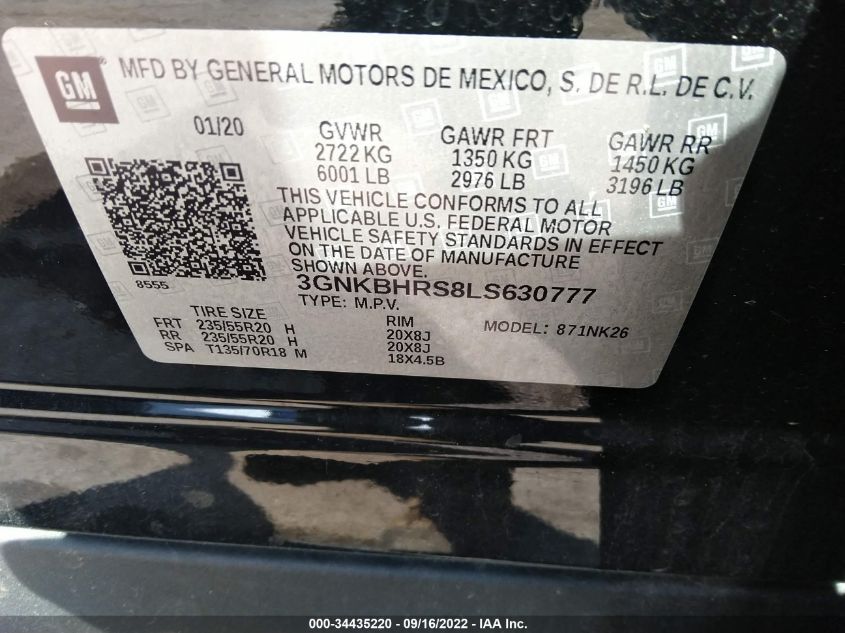 GM
MFD BY GENERAL MOTORS DE MEXICO, S. DE R.L. DE C.V.
01/20 GVWR GAWR FRT GAWR RR
2722 KG 1350 KG 1450 KG
6001 LB 2976 LB 3196 LB
THIS VEHICLE CONFORMS TO ALL
APPLICABLE U.S. FEDERAL MOTOR
VEHICLE SAFETY STANDARDS IN EFFECT
ON THE DATE OF MANUFACTURE
SHOWN ABOVE.
8555
3GNKBHRS8LS630777
TYPE: M.P.V.
TIRE SIZE RIM MODEL: 871NK26
FRT 235/55R20 H 20X8J
RR 235/55R20 H 20X8J
SPA T135/70R18 M 18X4.5B
000-34435220 - 09/16/2022 - IAA Inc.